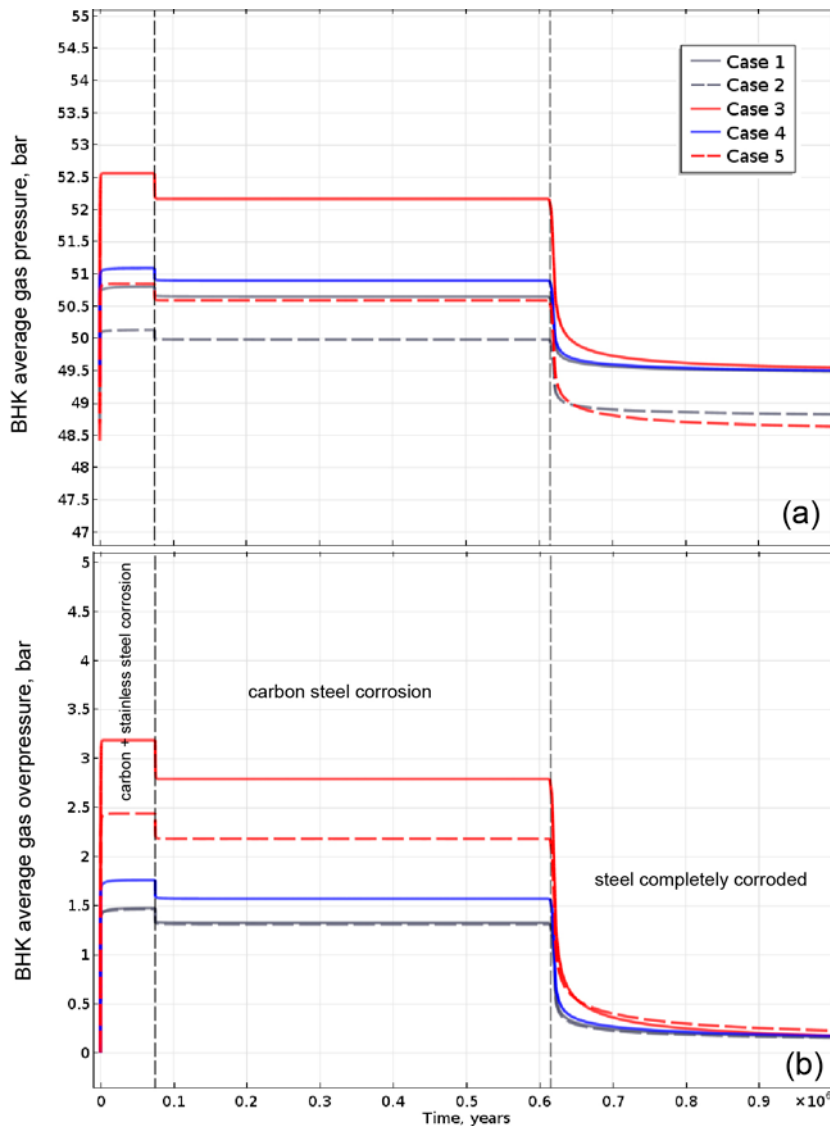 55
54.5
54
53.5
53
52.5
52
51.5
51
50.5
50
49.5
49
48.5
48
47.5
47
BHK average gas pressure, bar
Case 1
Case 2
Case 3
Case 4
Case 5
(a)
5
4.5
4
3.5
3
2.5
2
1.5
1
0.5
0
BHK average gas overpressure, bar
carbon + stainless steel corrosion
carbon steel corrosion
steel completely corroded
(b)
0 0.1 0.2 0.3 0.4 0.5 0.6 0.7 0.8 0.9
Time, years